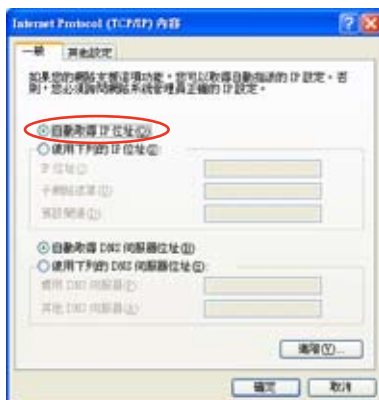 Internet Protocol (TCP/IP) 內容
一般 其他設定
如果您的網路支援這項功能，您可以取得自動指派的 IP 設定。否
則，您必須詢問網路系統管理員正確的 IP 設定。
自動取得 IP 位址(O)
使用下列的 IP 位址(S):
IP 位址(I):
子網路遮罩(U):
預設閘道(D):
自動取得 DNS 伺服器位址(B)
使用下列的 DNS 伺服器位址(E):
慣用 DNS 伺服器(P):
其他 DNS 伺服器(A):
進階(V)...
確定 取消